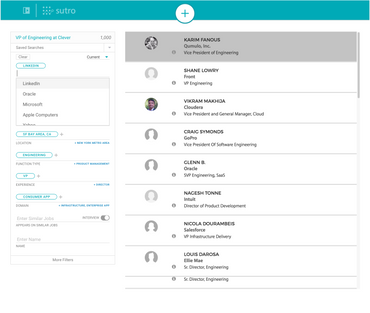 sutro
VP of Engineering at Clever 1,000
Saved Searches
Clear Current
LINKEDIN
LinkedIn
Oracle
Microsoft
Apple Computers
SF BAY AREA, CA
LOCATION + NEW YORK METRO AREA
ENGINEERING
FUNCTION TYPE + PRODUCT MANAGEMENT
VP
EXPERIENCE + DIRECTOR
CONSUMER APP
DOMAIN + INFRASTRUCTURE, ENTERPRISE APP
Enter Similar Jobs INTERVIEW
APPEARS ON SIMILAR JOBS
Enter Name
NAME
More Filters
KARIM FANOUS
Qumulo, Inc.
Vice President of Engineering
SHANE LOWRY
Front
VP Engineering
VIKRAM MAKHIJA
Cloudera
Vice President and General Manager, Cloud
CRAIG SYMONDS
GoPro
Vice President Of Software Engineering
GLENN B.
Oracle
SVP Engineering, SaaS
NAGESH TONNE
Intuit
Director of Product Development
NICOLA DOURAMBEIS
Salesforce
VP Infrastructure Delivery
LOUIS DAROSA
Ellie Mae
Sr. Director, Engineering
Sr. Director, Engineering